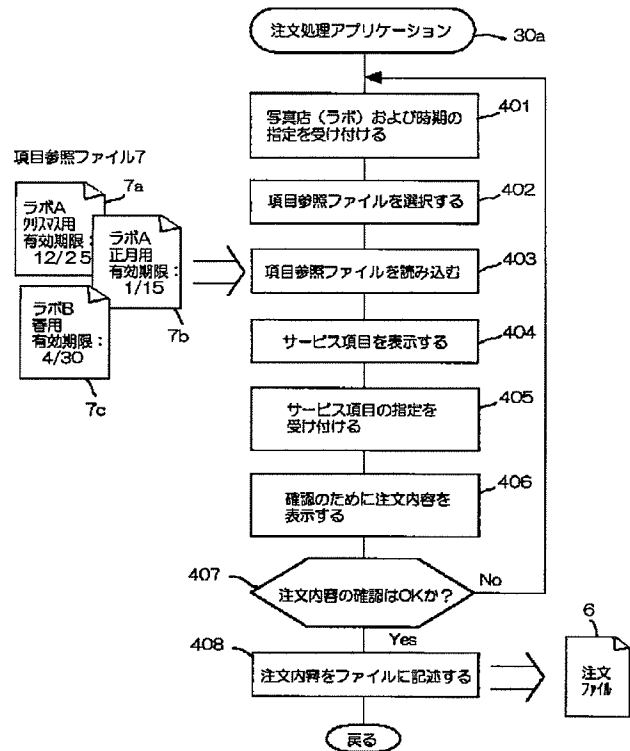 注文処理アプリケーション
30a
写真店（ラボ）および時期の
指定を受け付ける
401
項目参照ファイル7
7a
ラボA
クリスマス用
有効期限：
12/25
ラボA
正月用
有効期限：
1/15
7b
ラボB
春用
有効期限：
4/30
7c
項目参照ファイルを選択する
402
項目参照ファイルを読み込む
403
サービス項目を表示する
404
サービス項目の指定を
受け付ける
405
確認のために注文内容を
表示する
406
407
注文内容の確認はOKか？
No
Yes
408
注文内容をファイルに記述する
6
注文
ファイル
戻る